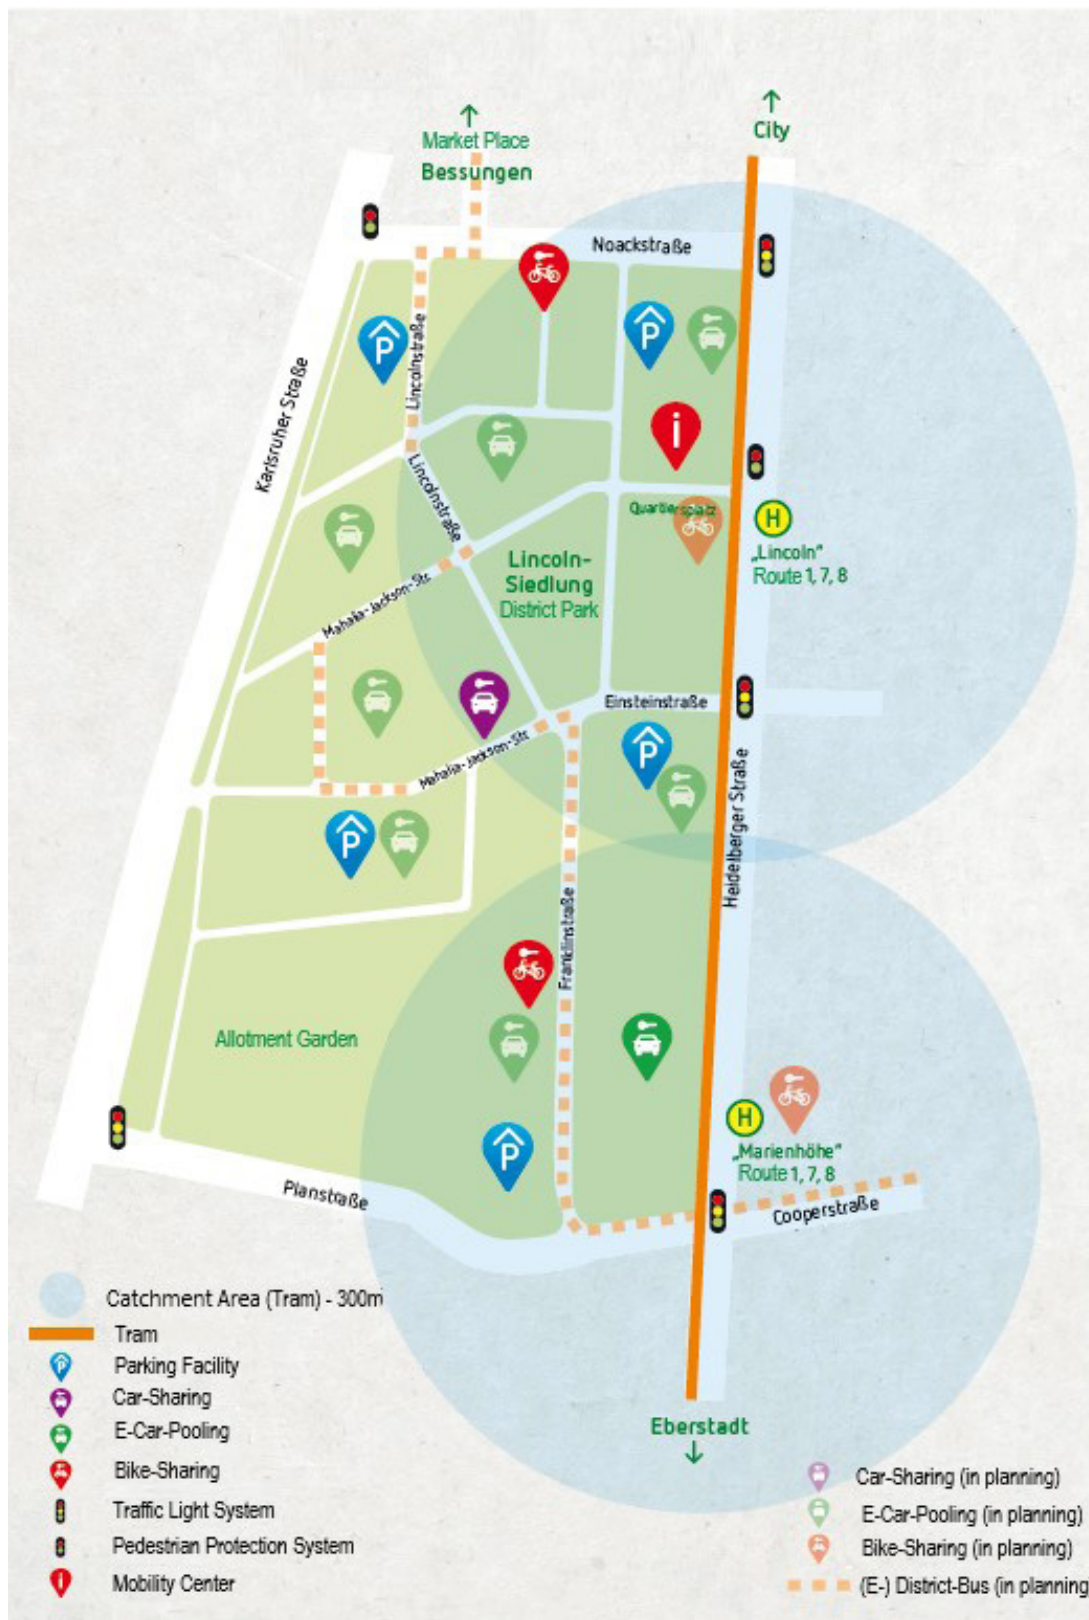 Market Place
Bessungen
City
Noackstraße
Lincolnstraße
Karlsruher Straße
Lincolnstraße
Quartiersplatz
H
„Lincoln“
Route 1, 7, 8
Lincoln-
Siedlung
District Park
Mahalia-Jackson-Str.
Einsteinstraße
Mahalia-Jackson-Str.
Heidelberger Straße
Franklinstraße
Allotment Garden
H
„Marienhöhe“
Route 1, 7, 8
Planstraße
Cooperstraße
P
P
P
P
P
i
Eberstadt
Catchment Area (Tram) - 300m
Tram
Parking Facility
Car-Sharing
E-Car-Pooling
Bike-Sharing
Traffic Light System
Pedestrian Protection System
Mobility Center
Car-Sharing (in planning)
E-Car-Pooling (in planning)
Bike-Sharing (in planning)
(E-) District-Bus (in planning